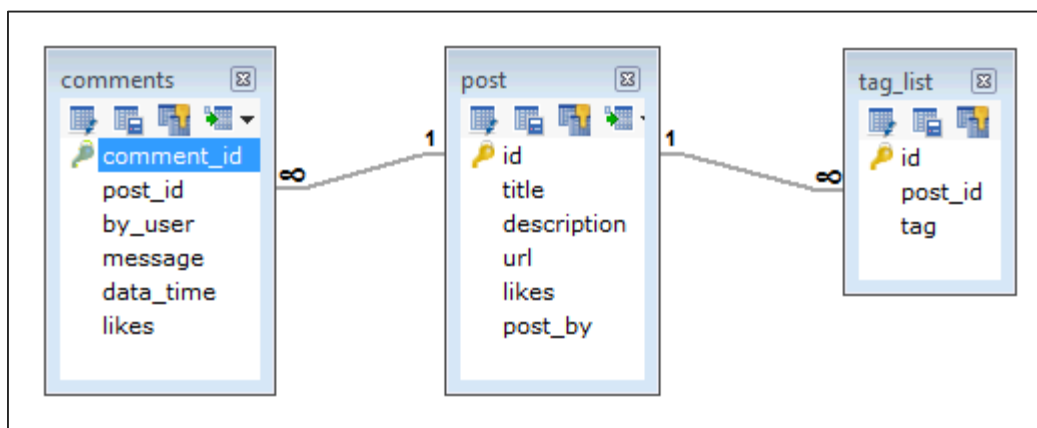 comments
comment_id
post_id
by_user
message
data_time
likes
∞
1
post
id
title
description
url
likes
post_by
1
∞
tag_list
id
post_id
tag